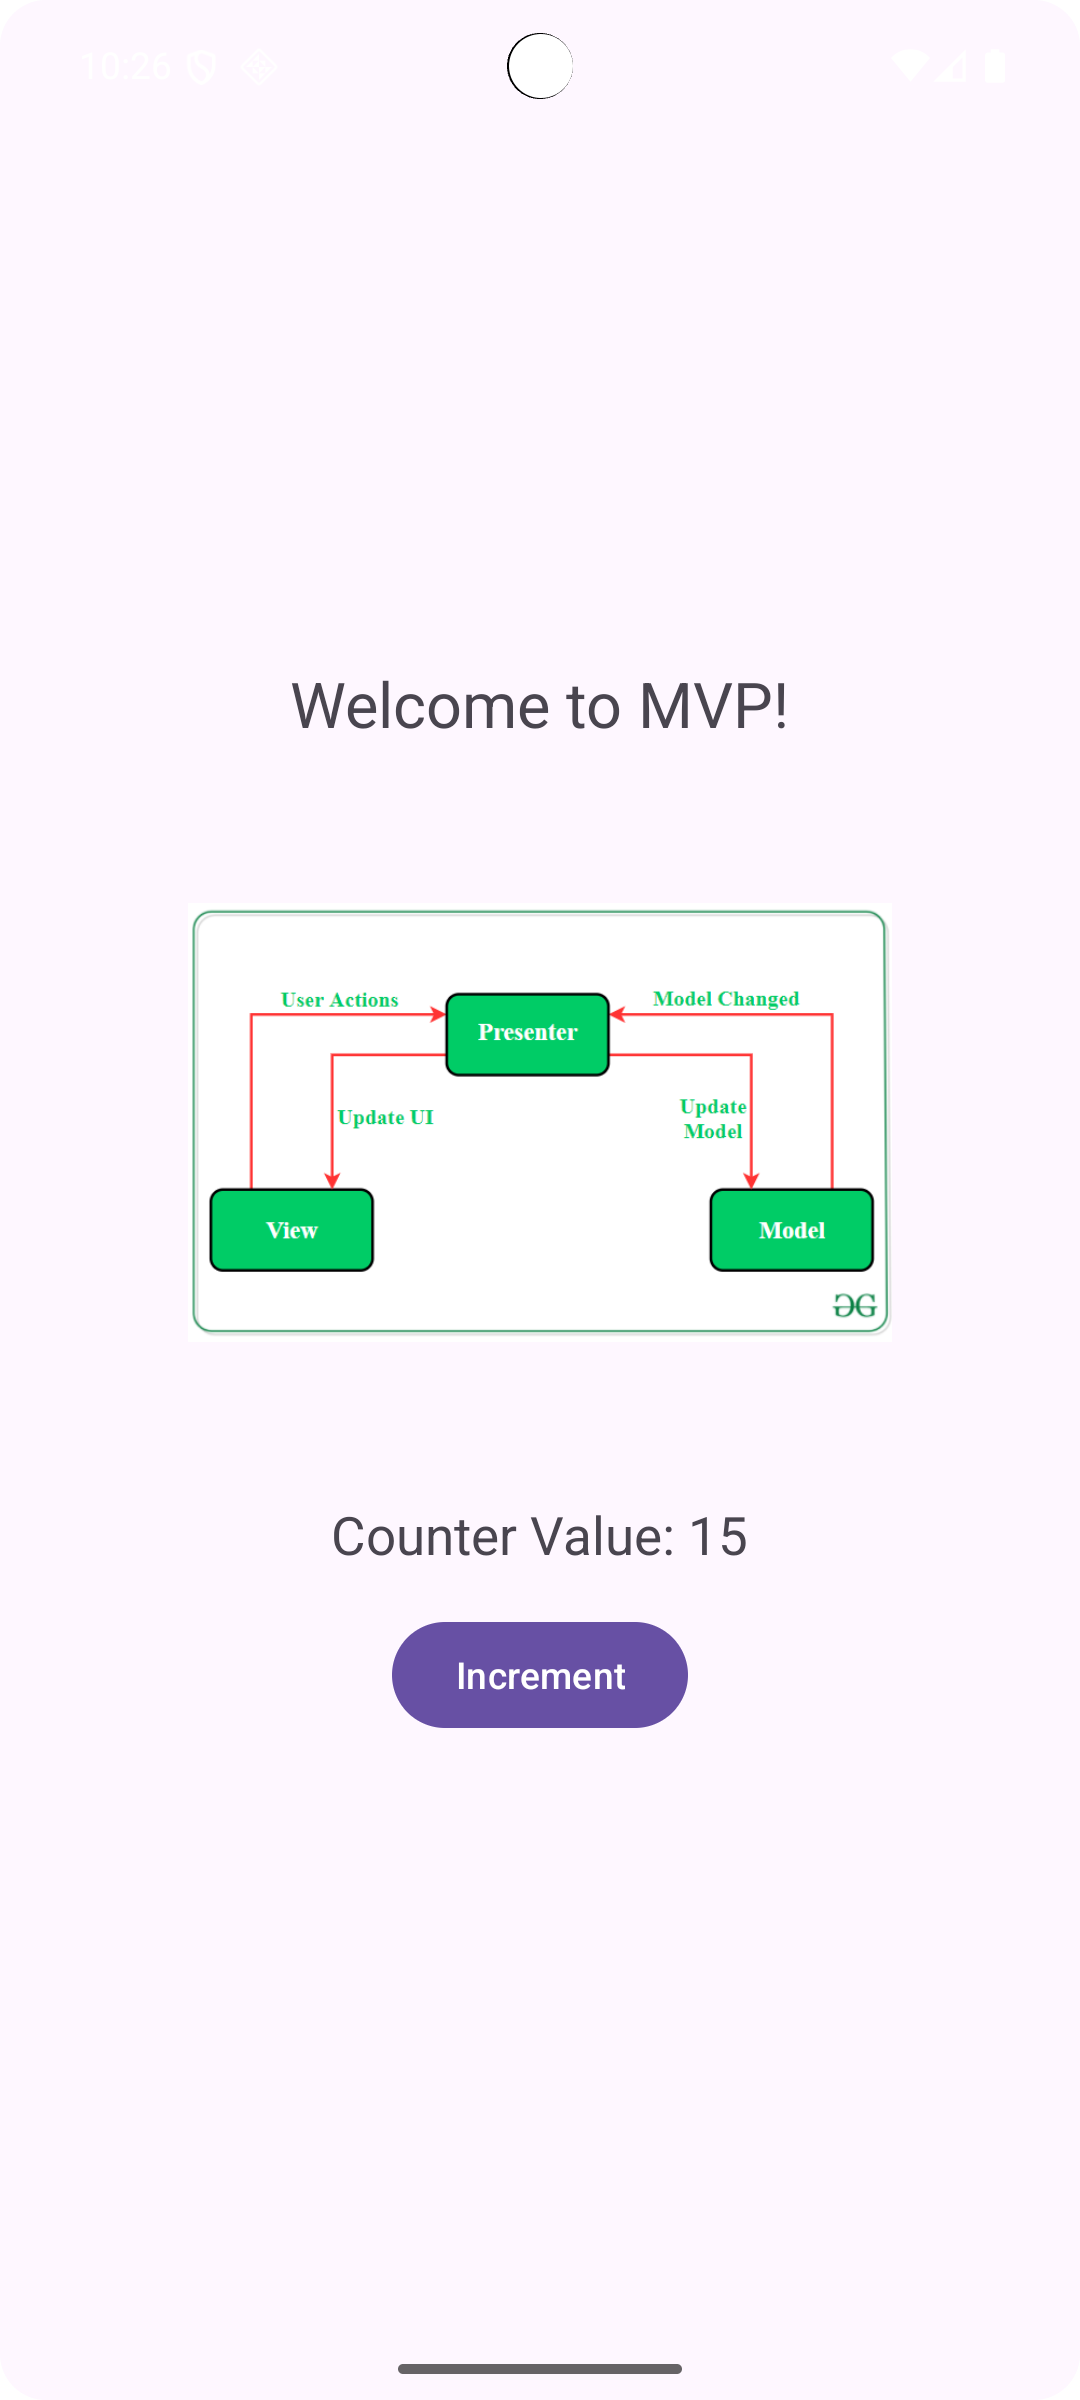 10:26
Welcome to MVP!
User Actions
Model Changed
Presenter
Update UI
Update
Model
View
Model
Counter Value: 15
Increment